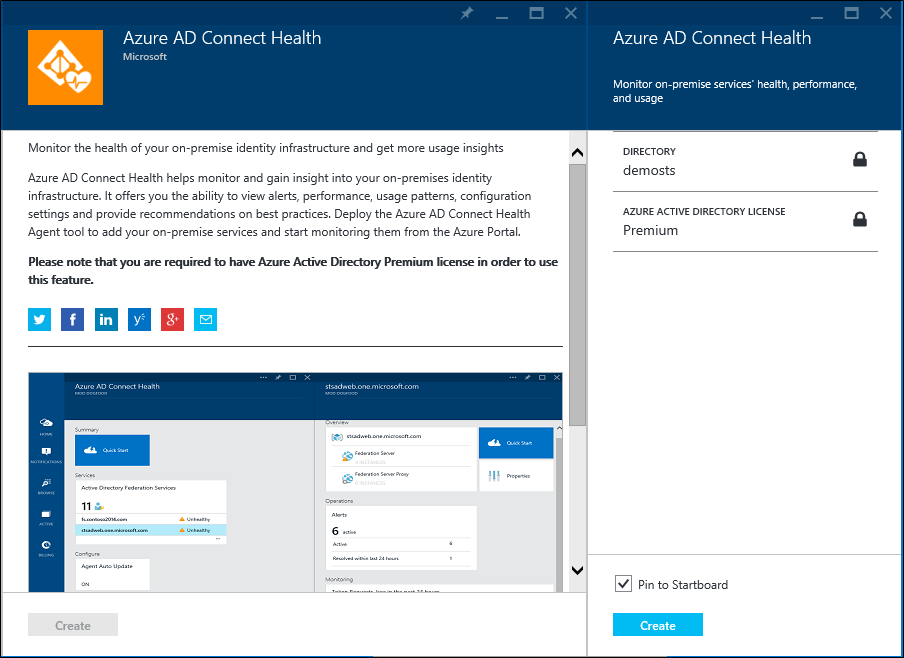 Azure AD Connect Health
Microsoft
Monitor the health of your on-premise identity infrastructure and get more usage insights
Azure AD Connect Health helps monitor and gain insight into your on-premises identity
infrastructure. It offers you the ability to view alerts, performance, usage patterns, configuration
settings and provide recommendations on best practices. Deploy the Azure AD Connect Health
Agent tool to add your on-premise services and start monitoring them from the Azure Portal.
Please note that you are required to have Azure Active Directory Premium license in order to use
this feature.
Azure AD Connect Health
MOD DOGFOOD
HOME
NOTIFICATIONS
BROWSE
ACTIVE
BILLING
Summary
Quick Start
Services
Active Directory Federation Services
11
fs.contoso2014.com Unhealthy
stsadweb.one.microsoft.com Unhealthy
Configure
Agent Auto Update
ON
stsadweb.one.microsoft.com
MOD DOGFOOD
Overview
stsadweb.one.microsoft.com
Federation Server
4 INSTANCES
Federation Server Proxy
Quick Start
Properties
Operations
Alerts
6 active
Active 6
Resolved within last 24 hours 1
Monitoring
Create
Azure AD Connect Health
Monitor on-premise services' health, performance,
and usage
DIRECTORY
demosts
AZURE ACTIVE DIRECTORY LICENSE
Premium
Pin to Startboard
Create